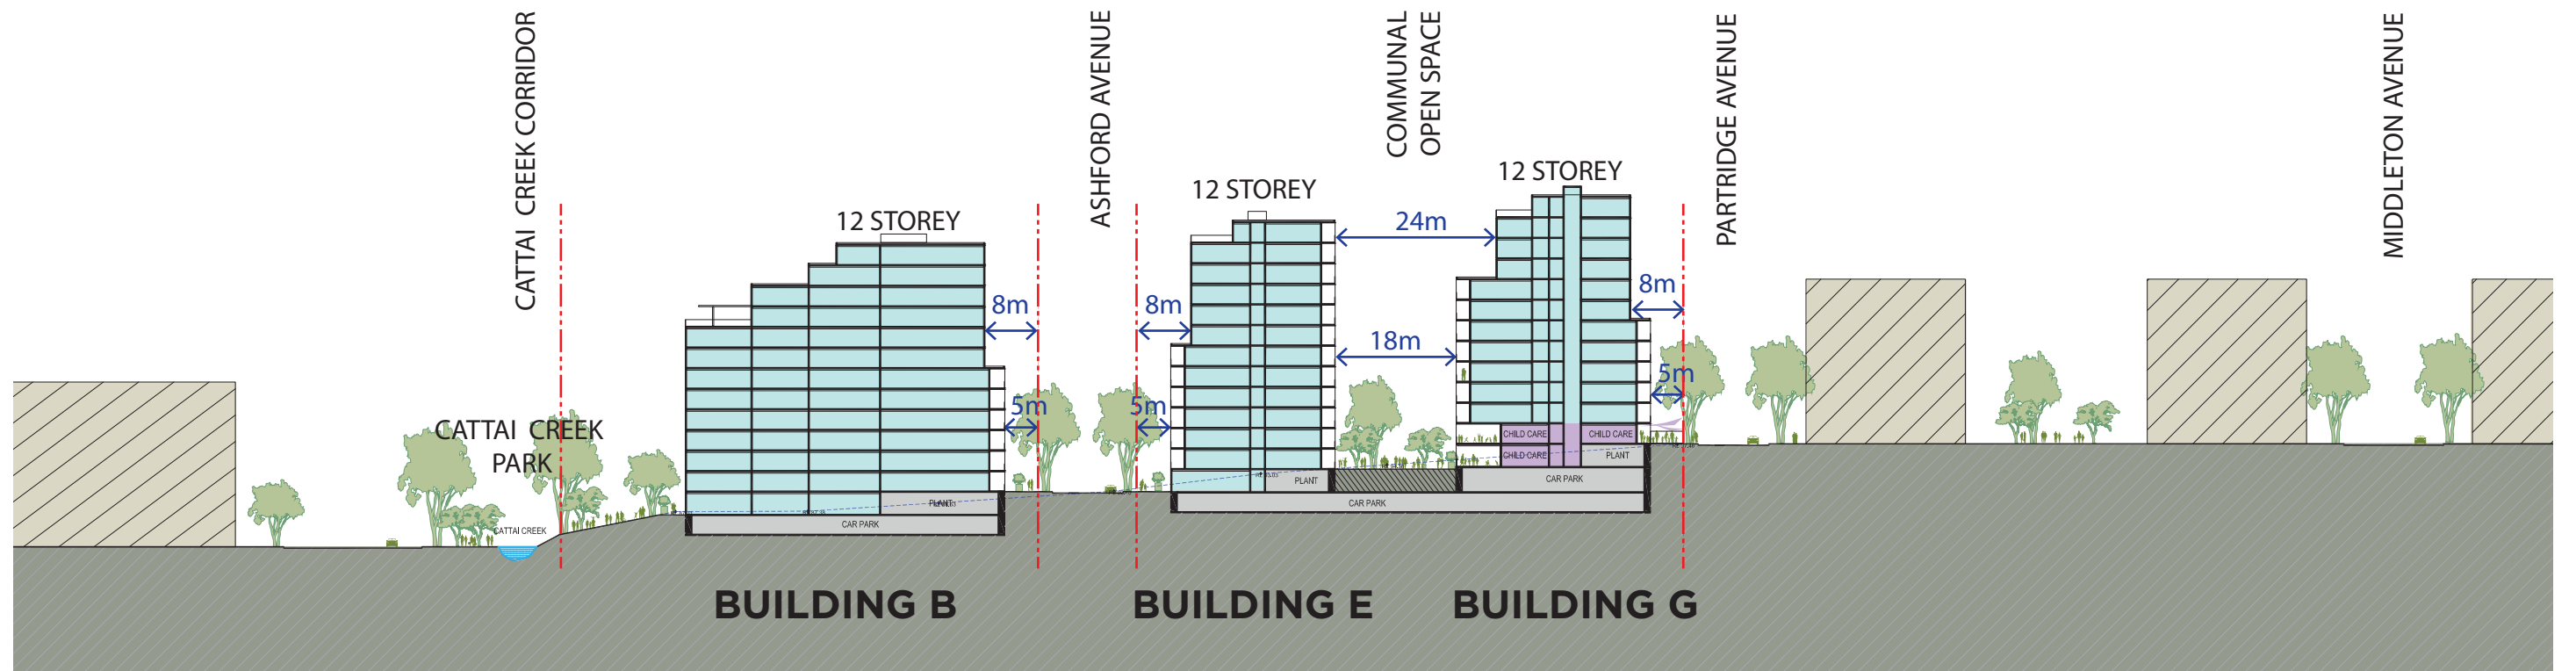 CATTAI CREEK CORRIDOR
ASHFORD AVENUE
COMMUNAL
OPEN SPACE
PARTRIDGE AVENUE
MIDDLETON AVENUE
12 STOREY
12 STOREY
12 STOREY
24m
8m
8m
8m
18m
5m
5m
5m
CATTAI CREEK
PARK
CHILD CARE
CHILD CARE
CHILD CARE
PLANT
PLANT
CAR PARK
PLANT
CAR PARK
CATTAI CREEK
CAR PARK
BUILDING B
BUILDING E
BUILDING G